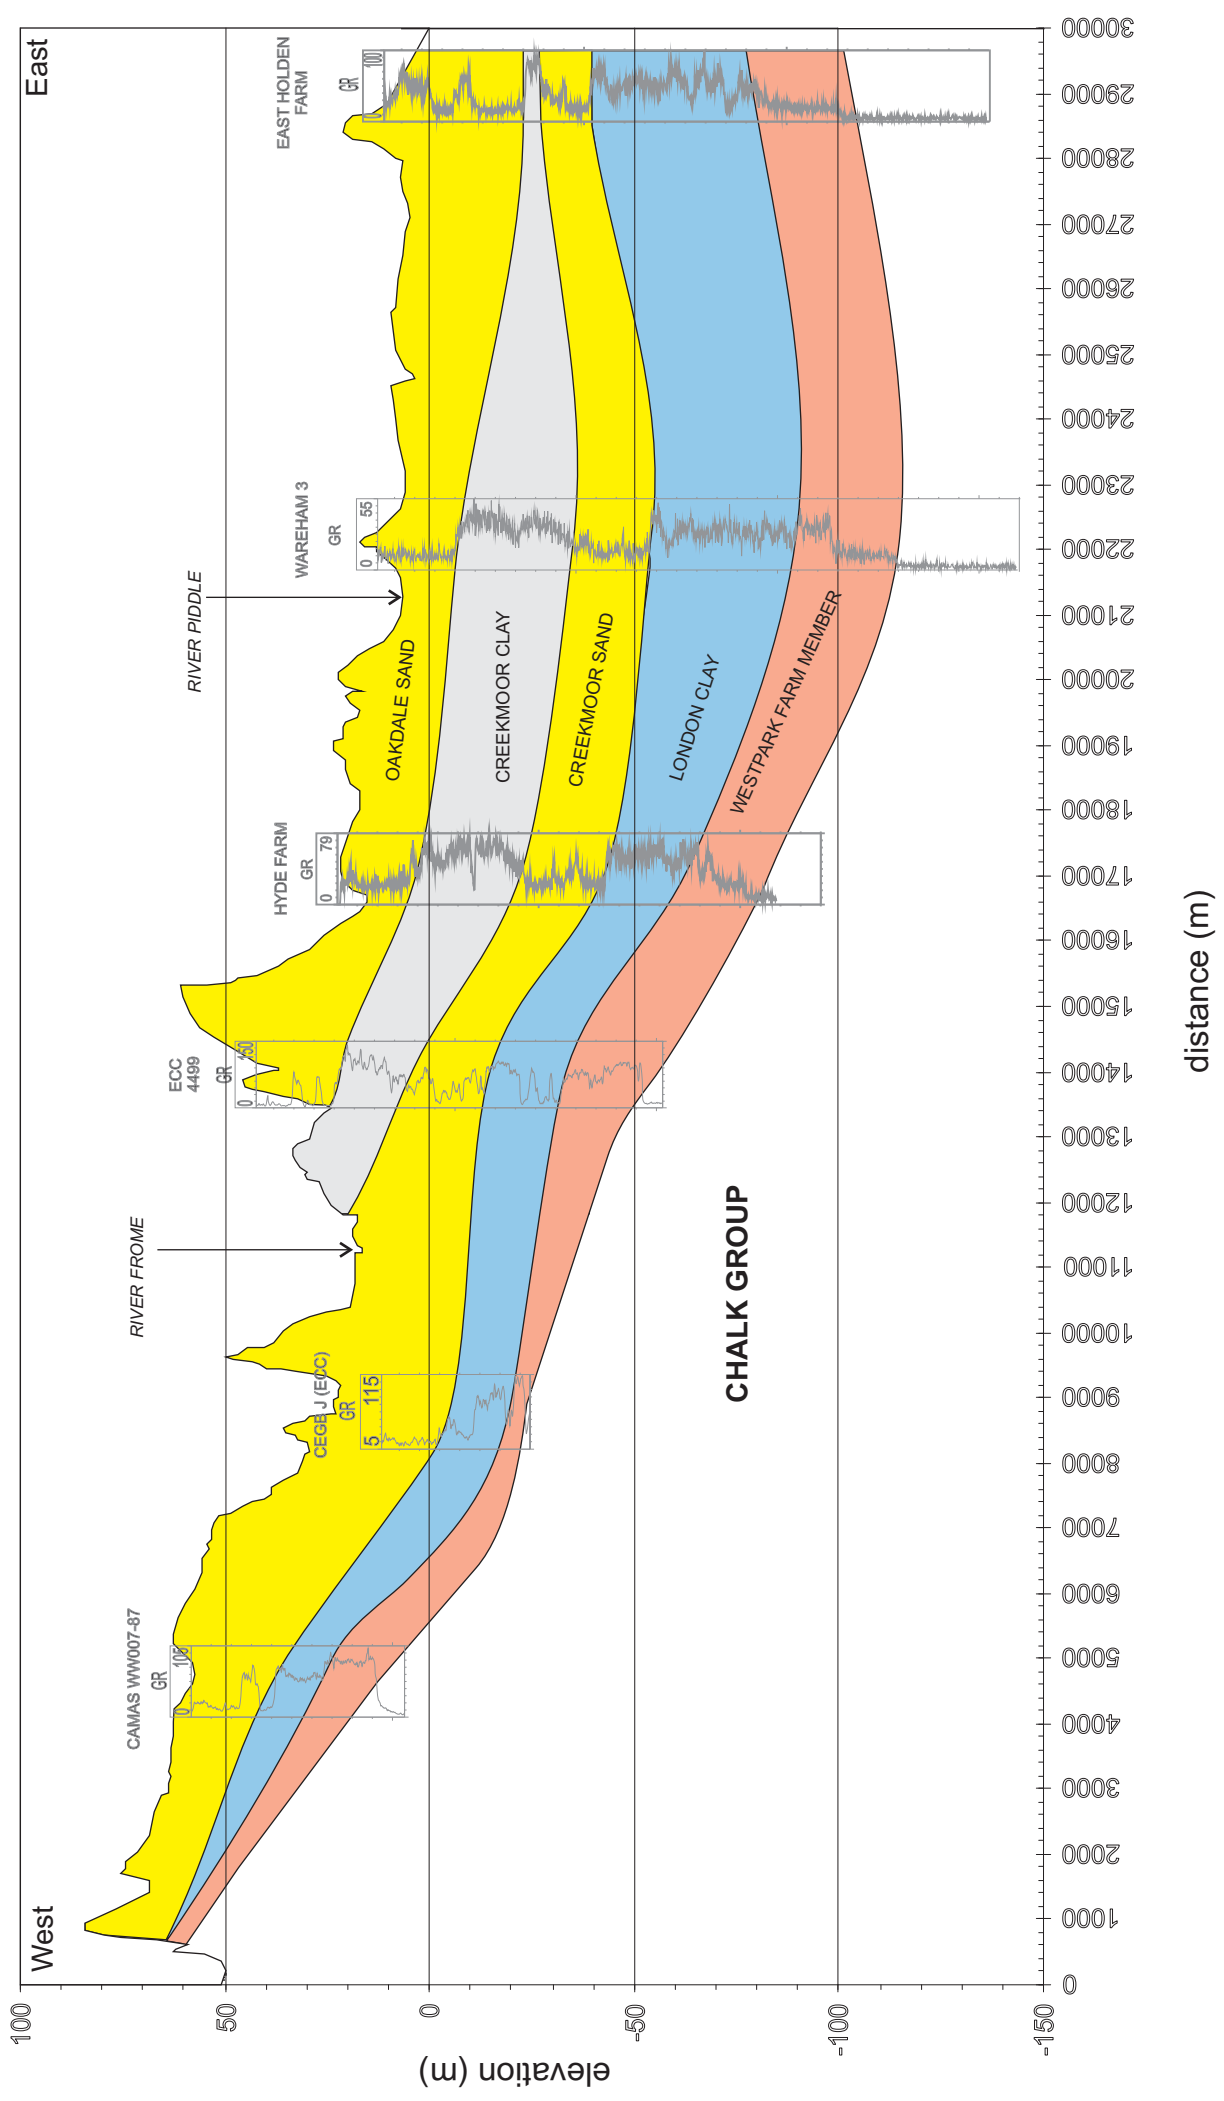 West
East
CAMAS WW007-87
GR
0 105
CEGB J (ECC)
GR
5 115
RIVER FROME
ECC
4499
GR
0 160
HYDE FARM
GR
0 79
RIVER PIDDLE
WAREHAM 3
GR
0 55
EAST HOLDEN
FARM
GR
0 100
OAKDALE SAND
CREEKMOOR CLAY
CREEKMOOR SAND
LONDON CLAY
WESTPARK FARM MEMBER
CHALK GROUP
100
50
0
-50
-100
-150
elevation (m)
0 1000 2000 3000 4000 5000 6000 7000 8000 9000 10000 11000 12000 13000 14000 15000 16000 17000 18000 19000 20000 21000 22000 23000 24000 25000 26000 27000 28000 29000 30000
distance (m)